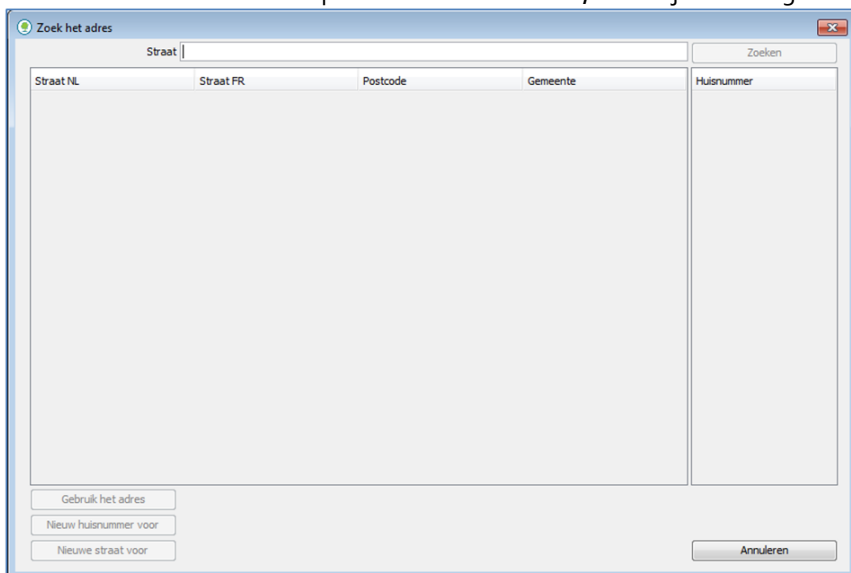 Zoek het adres
Straat Zoeken
Straat NL Straat FR Postcode Gemeente Huisnummer
Gebruik het adres
Nieuw huisnummer voor
Nieuwe straat voor Annuleren